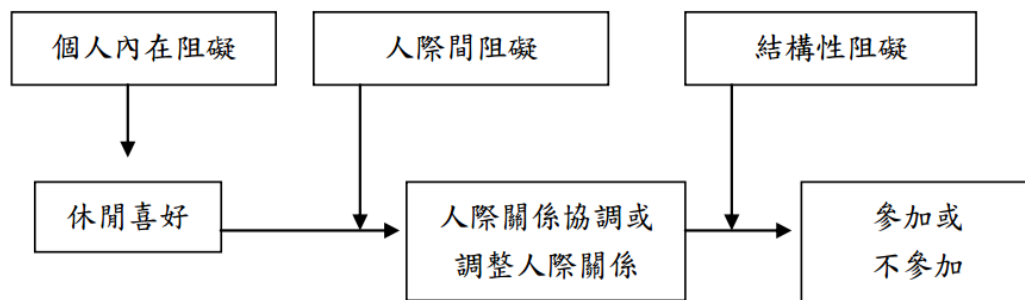 個人內在阻礙
人際間阻礙
結構性阻礙
休閒喜好
人際關係協調或
調整人際關係
參加或
不參加